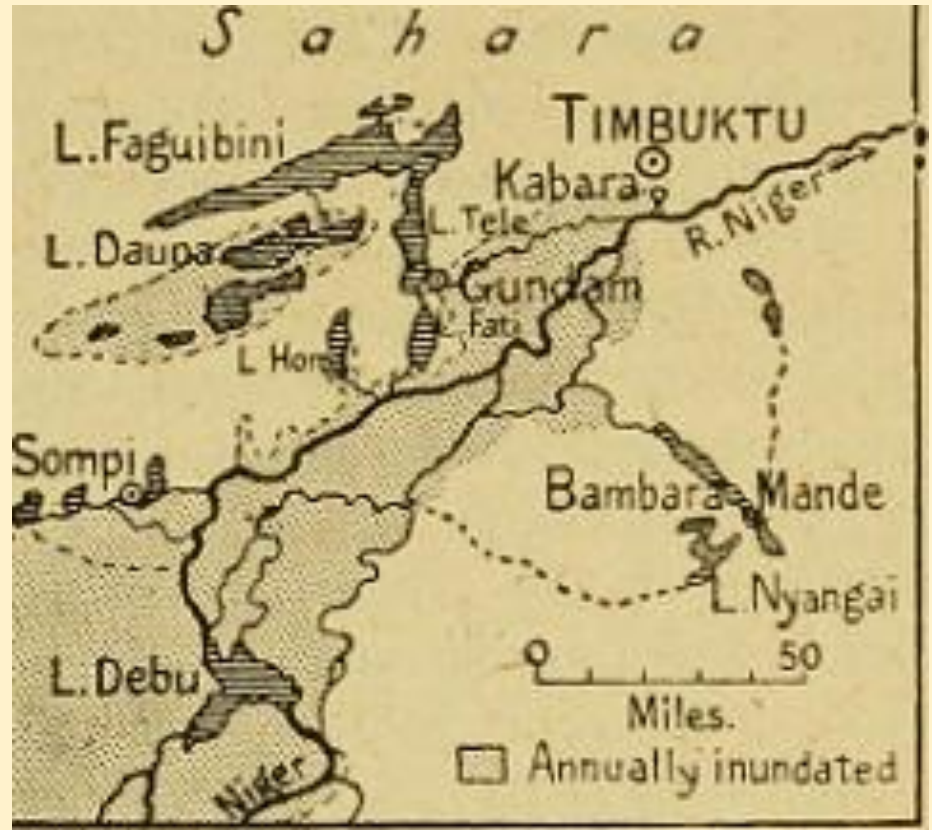 Sahara
TIMBUKTU
L. Faguibini
Kabara
R. Niger
L. Tele
L. Daupa
Gundam
L. Fati
L. Horo
Sompi
Bambara Mande
L. Nyangai
0 50
L. Debu
Miles.
Niger
Annually inundated